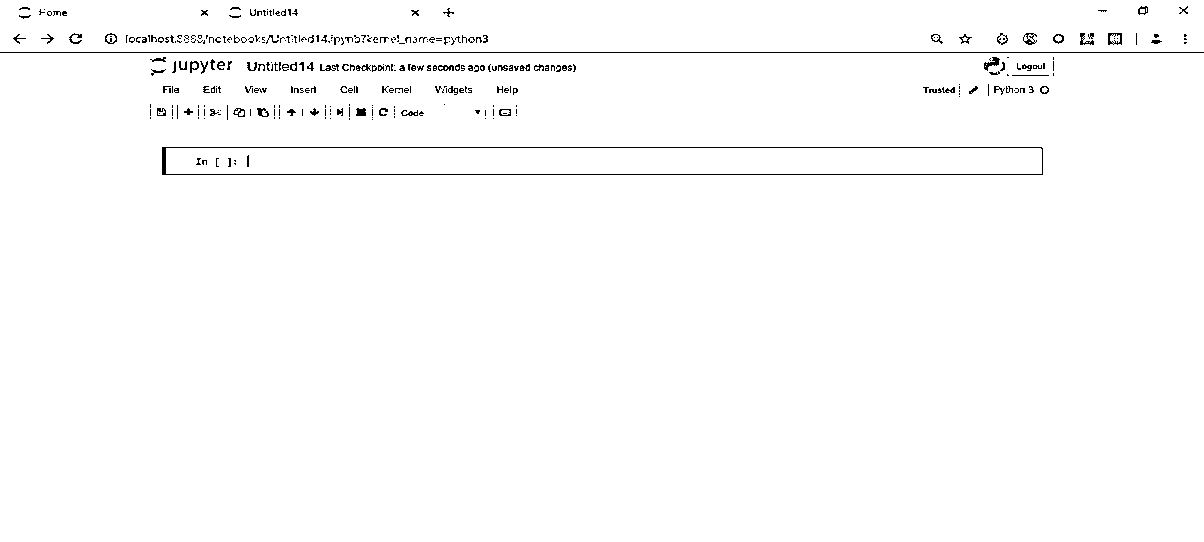 Home
Untitled14
localhost:8888/notebooks/Untitled14.ipynb?kernel_name=python3
jupyter Untitled14 Last Checkpoint: a few seconds ago (unsaved changes)
Logout
File Edit View Insert Cell Kernel Widgets Help
Trusted
Python 3
Code
In [ ]: